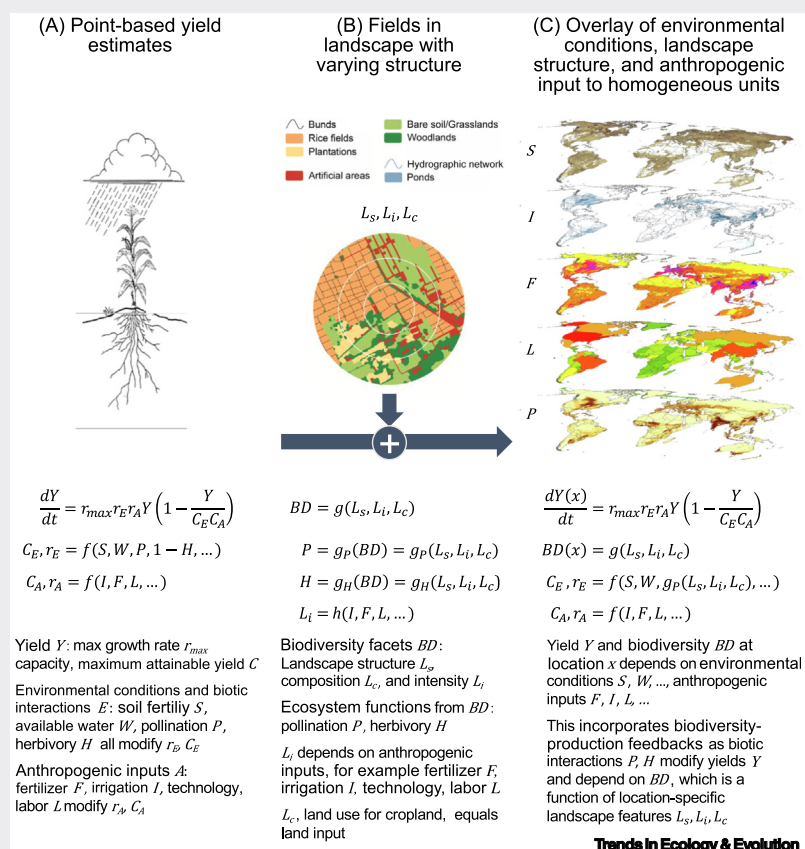 (A) Point-based yield
estimates
(B) Fields in
landscape with
varying structure
Bunds
Rice fields
Plantations
Artificial areas
Bare soil/Grasslands
Woodlands
Hydrographic network
Ponds
L_s, L_i, L_c
(C) Overlay of environmental
conditions, landscape
structure, and anthropogenic
input to homogeneous units
S
I
F
L
P
dY/dt = r_max r_E r_A Y (1 − Y/(C_E C_A))
C_E, r_E = f(S, W, P, 1 − H, ...)
C_A, r_A = f(I, F, L, ...)
Yield Y: max growth rate r_max
capacity, maximum attainable yield C
Environmental conditions and biotic
interactions E: soil fertiliy S,
available water W, pollination P,
herbivory H all modify r_E, C_E
Anthropogenic inputs A:
fertilizer F, irrigation I, technology,
labor L modify r_A, C_A
BD = g(L_s, L_i, L_c)
P = g_P(BD) = g_P(L_s, L_i, L_c)
H = g_H(BD) = g_H(L_s, L_i, L_c)
L_i = h(I, F, L, ...)
Biodiversity facets BD:
Landscape structure L_s,
composition L_c, and intensity L_i
Ecosystem functions from BD:
pollination P, herbivory H
L_i depends on anthropogenic
inputs, for example fertilizer F,
irrigation I, technology, labor L
L_c, land use for cropland, equals
land input
dY(x)/dt = r_max r_E r_A Y (1 − Y/(C_E C_A))
BD(x) = g(L_s, L_i, L_c)
C_E, r_E = f(S, W, g_P(L_s, L_i, L_c), ...)
C_A, r_A = f(I, F, L, ...)
Yield Y and biodiversity BD at
location x depends on environmental
conditions S, W, ..., anthropogenic
inputs F, I, L, ...
This incorporates biodiversity-
production feedbacks as biotic
interactions P, H modify yields Y
and depend on BD, which is a
function of location-specific
landscape features L_s, L_i, L_c
Trends in Ecology & Evolution